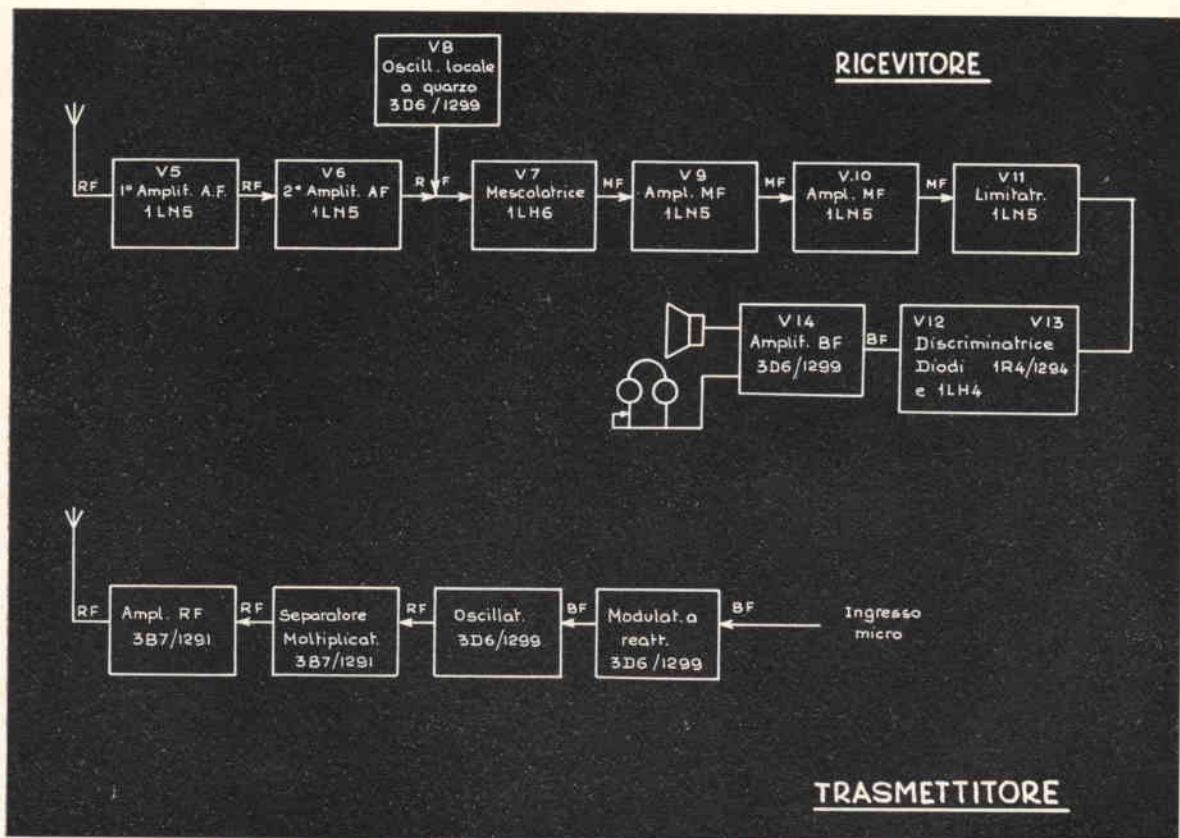 RICEVITORE
V8
Oscill. locale
a quarzo
3D6/1299
RF
V5
1° Amplif. A.F.
1LN5
RF
V6
2° Amplif. AF
1LN5
R F
V7
Mescolatrice
1LH6
MF
V9
Ampl. MF
1LN5
MF
V.10
Ampl. MF
1LN5
MF
V11
Limitatr.
1LN5
V14
Amplif. BF
3D6/1299
BF
V12 V13
Discriminatrice
Diodi 1R4/1294
e 1LH4
RF
Ampl. RF
3B7/1291
RF
Separatore
Moltiplicat.
3B7/1291
RF
Oscillat.
3D6/1299
BF
Modulat. a
reatt.
3D6/1299
BF
Ingresso
micro
TRASMETTITORE